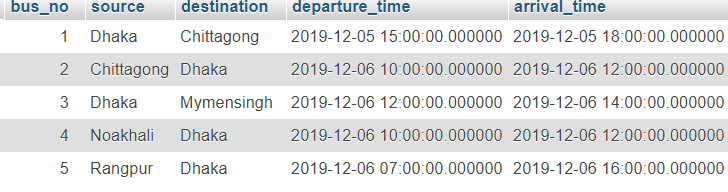 bus_no source destination departure_time arrival_time
1 Dhaka Chittagong 2019-12-05 15:00:00.000000 2019-12-05 18:00:00.000000
2 Chittagong Dhaka 2019-12-06 10:00:00.000000 2019-12-06 12:00:00.000000
3 Dhaka Mymensingh 2019-12-06 12:00:00.000000 2019-12-06 14:00:00.000000
4 Noakhali Dhaka 2019-12-06 10:00:00.000000 2019-12-06 12:00:00.000000
5 Rangpur Dhaka 2019-12-06 07:00:00.000000 2019-12-06 16:00:00.000000